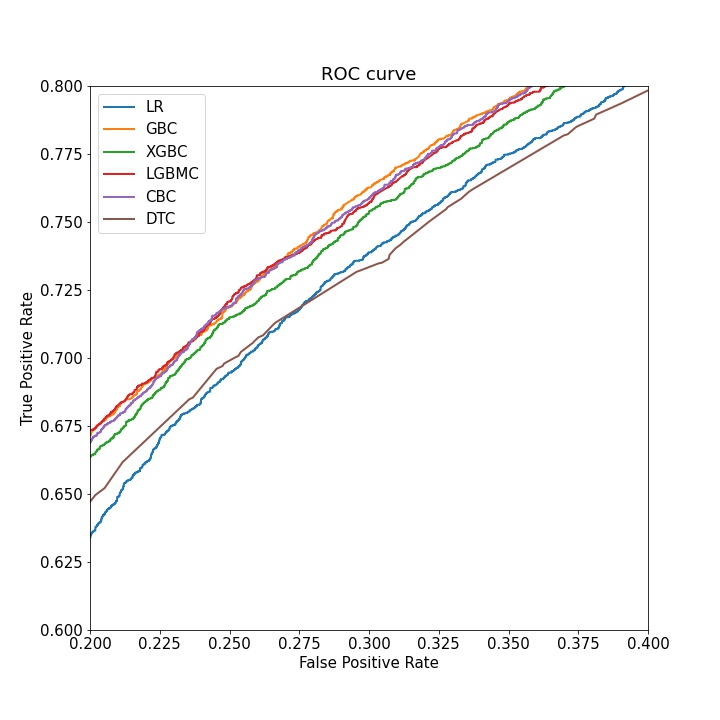 ROC curve
0.800
0.775
0.750
0.725
0.700
0.675
0.650
0.625
0.600
True Positive Rate
LR
GBC
XGBC
LGBMC
CBC
DTC
0.200 0.225 0.250 0.275 0.300 0.325 0.350 0.375 0.400
False Positive Rate